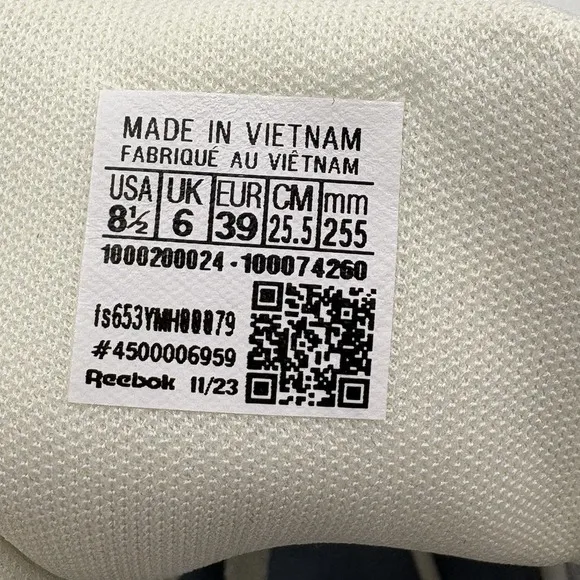 MADE IN VIETNAM
FABRIQUÉ AU VIÊTNAM
USA UK EUR CM mm
8½ 6 39 25.5 255
1000200024-100074260
#4500006959
Reebok 11/23